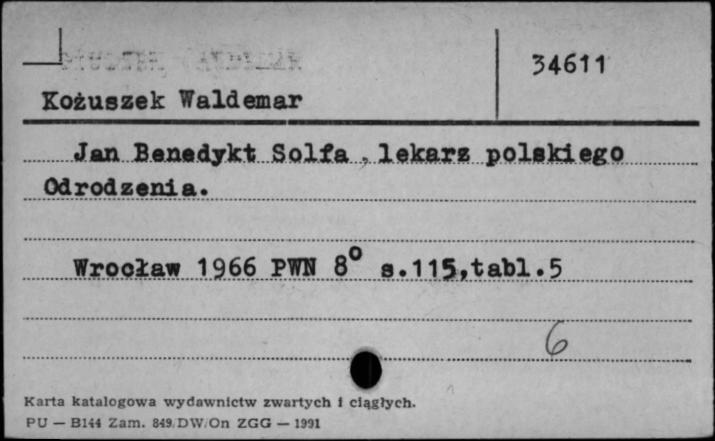 34611
Kożuszek Waldemar
Jan Benedykt Solfa , lekarz polskiego
Odrodzenia.
Wrocław 1966 PWN 8° s.115,tabl.5
6
Karta katalogowa wydawnictw zwartych i ciągłych.
PU — B144 Zam. 849/DW/On ZGG — 1991